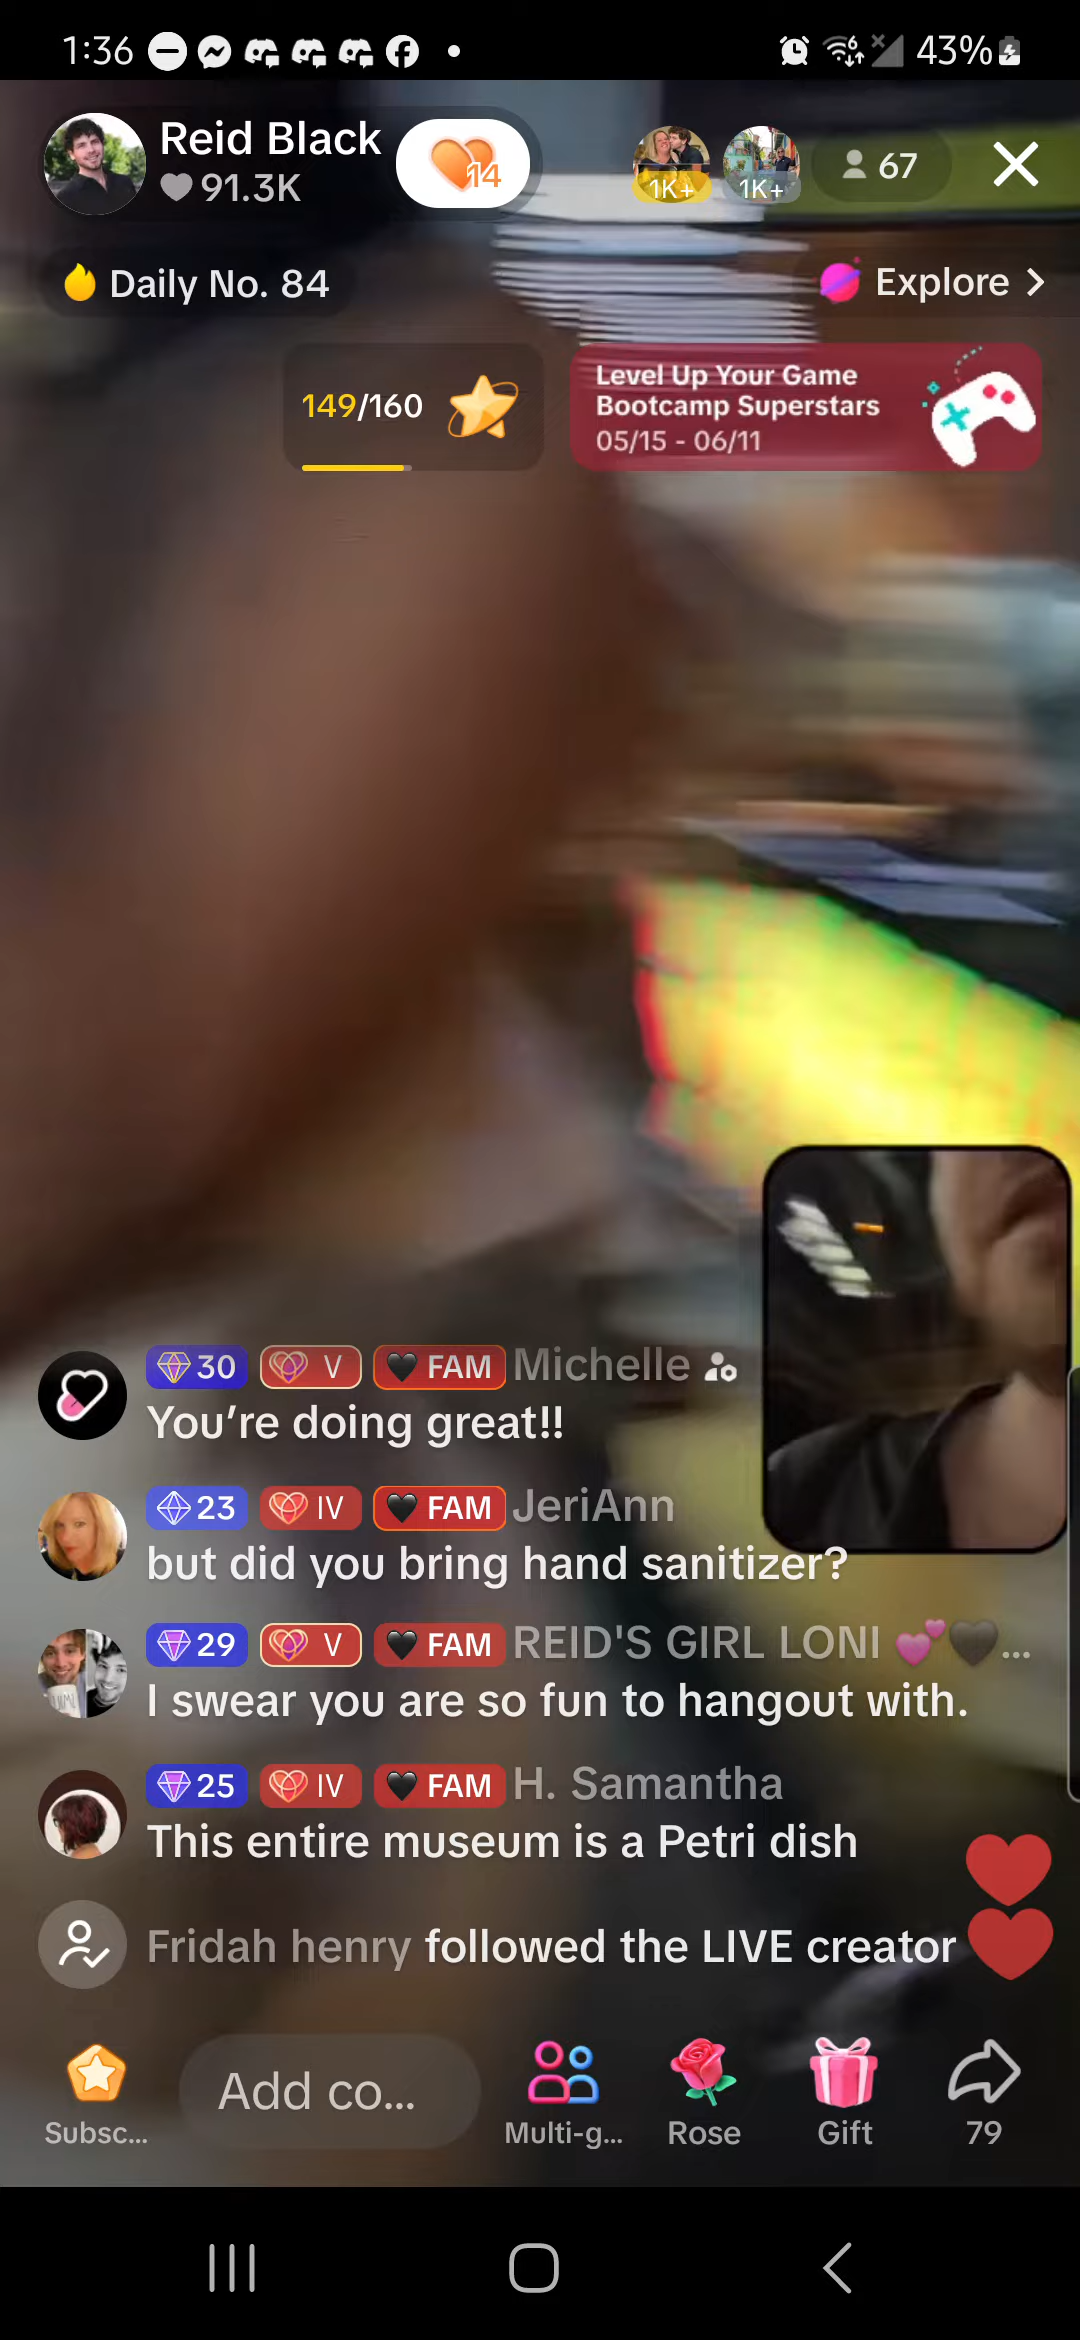 1:36
43%
Reid Black
91.3K
14
1K+
1K+
67
Daily No. 84
Explore
149/160
Level Up Your Game
Bootcamp Superstars
05/15 - 06/11
30 V FAM Michelle
You're doing great!!
23 IV FAM JeriAnn
but did you bring hand sanitizer?
29 V FAM REID'S GIRL LONI 💕🖤...
I swear you are so fun to hangout with.
25 IV FAM H. Samantha
This entire museum is a Petri dish
Fridah henry followed the LIVE creator
Subsc...
Add co...
Multi-g...
Rose
Gift
79